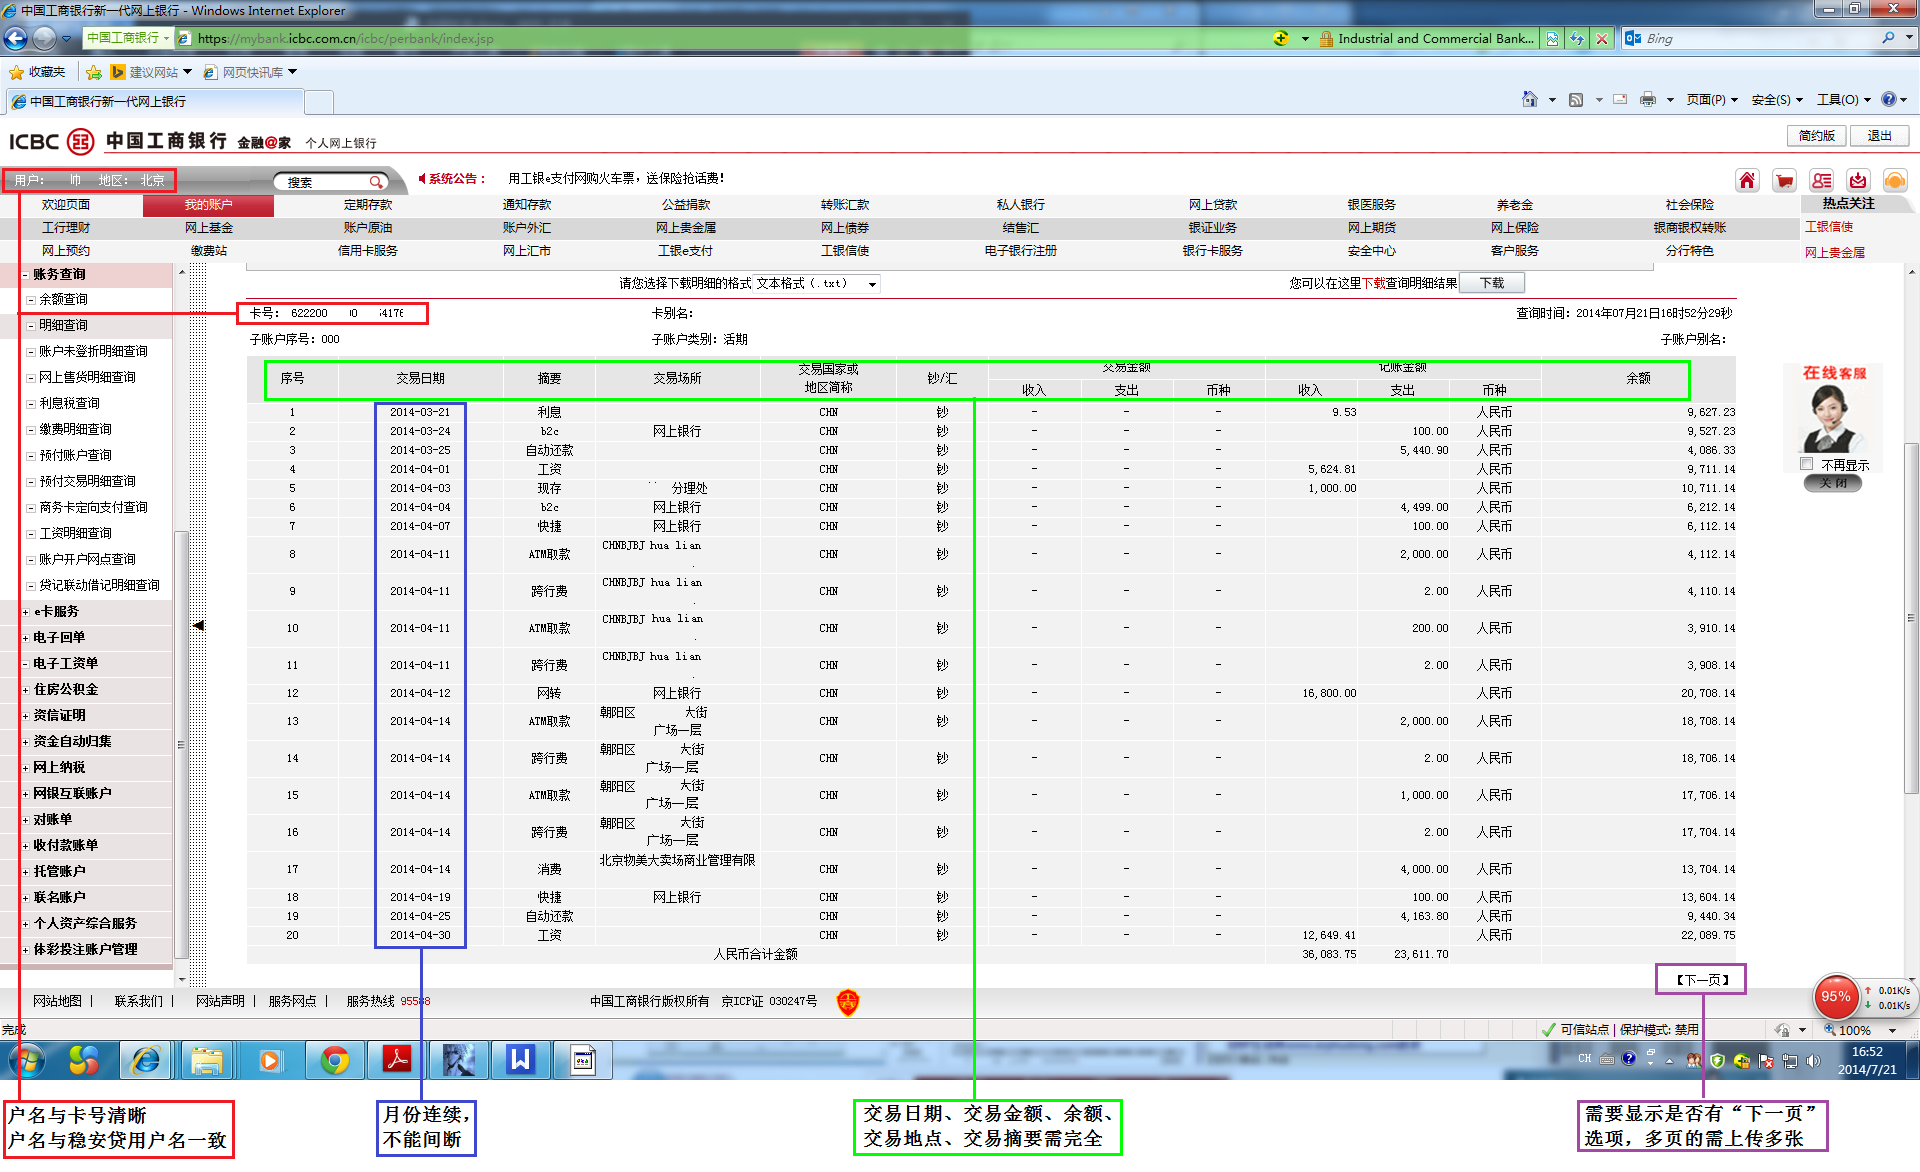 中国工商银行新一代网上银行 - Windows Internet Explorer
中国工商银行 https://mybank.icbc.com.cn/icbc/perbank/index.jsp Industrial and Commercial Bank... Bing
收藏夹 建议网站 网页快讯库
中国工商银行新一代网上银行 页面(P) 安全(S) 工具(O)
ICBC 中国工商银行 金融@家 个人网上银行 简约版 退出
用户: 帅 地区: 北京 搜索 系统公告: 用工银e支付网购火车票，送保险抢话费!
欢迎页面 我的账户 定期存款 通知存款 公益捐款 转账汇款 私人银行 网上贷款 银医服务 养老金 社会保险 热点关注
工行理财 网上基金 账户原油 账户外汇 网上贵金属 网上债券 结售汇 银证业务 网上期货 网上保险 银商银权转账 工银信使
网上预约 缴费站 信用卡服务 网上汇市 工银e支付 工银信使 电子银行注册 银行卡服务 安全中心 客户服务 分行特色 网上贵金属
账务查询
余额查询
明细查询
账户未登折明细查询
网上售货明细查询
利息税查询
缴费明细查询
预付账户查询
预付交易明细查询
商务卡定向支付查询
工资明细查询
账户开户网点查询
贷记联动借记明细查询
e卡服务
电子回单
电子工资单
住房公积金
资信证明
资金自动归集
网上纳税
网银互联账户
对账单
收付款账单
托管账户
联名账户
个人资产综合服务
体彩投注账户管理
请您选择下载明细的格式 文本格式（.txt） 您可以在这里下载查询明细结果 下载
卡号: 622200 卡别名: 查询时间: 2014年07月21日16时52分29秒
子账户序号: 000 子账户类别: 活期 子账户别名:
序号 交易日期 摘要 交易场所 交易国家或地区简称 钞/汇 交易金额 记账金额 余额
收入 支出 币种 收入 支出 币种
1 2014-03-21 利息 CHN 钞 - - - 9.53 人民币 9,627.23
2 2014-03-24 b2c 网上银行 CHN 钞 - - - 100.00 人民币 9,527.23
3 2014-03-25 自动还款 CHN 钞 - - - 5,440.90 人民币 4,086.33
4 2014-04-01 工资 CHN 钞 - - - 5,624.81 人民币 9,711.14
5 2014-04-03 现存 分理处 CHN 钞 - - - 1,000.00 人民币 10,711.14
6 2014-04-04 b2c 网上银行 CHN 钞 - - - 4,499.00 人民币 6,212.14
7 2014-04-07 快捷 网上银行 CHN 钞 - - - 100.00 人民币 6,112.14
8 2014-04-11 ATM取款 CHNBJBJ hua lian CHN 钞 - - - 2,000.00 人民币 4,112.14
9 2014-04-11 跨行费 CHNBJBJ hua lian CHN 钞 - - - 2.00 人民币 4,110.14
10 2014-04-11 ATM取款 CHNBJBJ hua lian CHN 钞 - - - 200.00 人民币 3,910.14
11 2014-04-11 跨行费 CHNBJBJ hua lian CHN 钞 - - - 2.00 人民币 3,908.14
12 2014-04-12 网转 网上银行 CHN 钞 - - - 16,800.00 人民币 20,708.14
13 2014-04-14 ATM取款 朝阳区 大街 广场一层 CHN 钞 - - - 2,000.00 人民币 18,708.14
14 2014-04-14 跨行费 朝阳区 大街 广场一层 CHN 钞 - - - 2.00 人民币 18,706.14
15 2014-04-14 ATM取款 朝阳区 大街 广场一层 CHN 钞 - - - 1,000.00 人民币 17,706.14
16 2014-04-14 跨行费 朝阳区 大街 广场一层 CHN 钞 - - - 2.00 人民币 17,704.14
17 2014-04-14 消费 北京物美大卖场商业管理有限 CHN 钞 - - - 4,000.00 人民币 13,704.14
18 2014-04-19 快捷 网上银行 CHN 钞 - - - 100.00 人民币 13,604.14
19 2014-04-25 自动还款 CHN 钞 - - - 4,163.80 人民币 9,440.34
20 2014-04-30 工资 CHN 钞 - - - 12,649.41 人民币 22,089.75
人民币合计金额 36,083.75 23,611.70
【下一页】
在线客服
不再显示
关 闭
网站地图 | 联系我们 | 网站声明 | 服务网点 | 服务热线 95588 中国工商银行版权所有 京ICP证 030247号
95% 0.01K/s
0.01K/s
完成 可信站点 | 保护模式: 禁用 100%
CH 16:52
2014/7/21
户名与卡号清晰
户名与稳安贷用户名一致
月份连续，
不能间断
交易日期、交易金额、余额、
交易地点、交易摘要需完全
需要显示是否有“下一页”
选项，多页的需上传多张